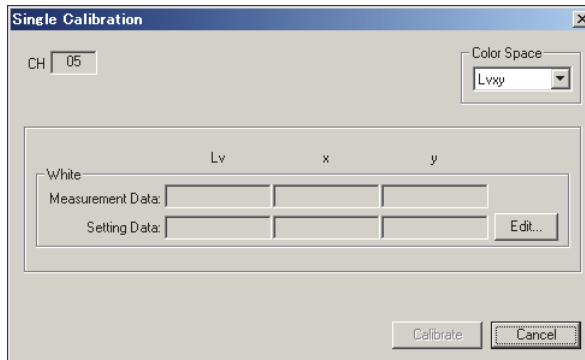 Single Calibration
CH 05
Color Space
Lvxy
Lv x y
White
Measurement Data:
Setting Data: Edit...
Calibrate Cancel